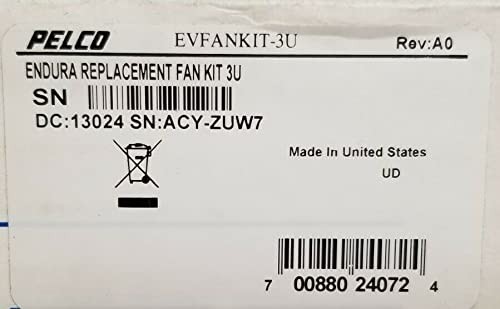 PELCO EVFANKIT-3U Rev:A0
ENDURA REPLACEMENT FAN KIT 3U
SN
DC:13024 SN:ACY-ZUW7
Made In United States
UD
7 00880 24072 4